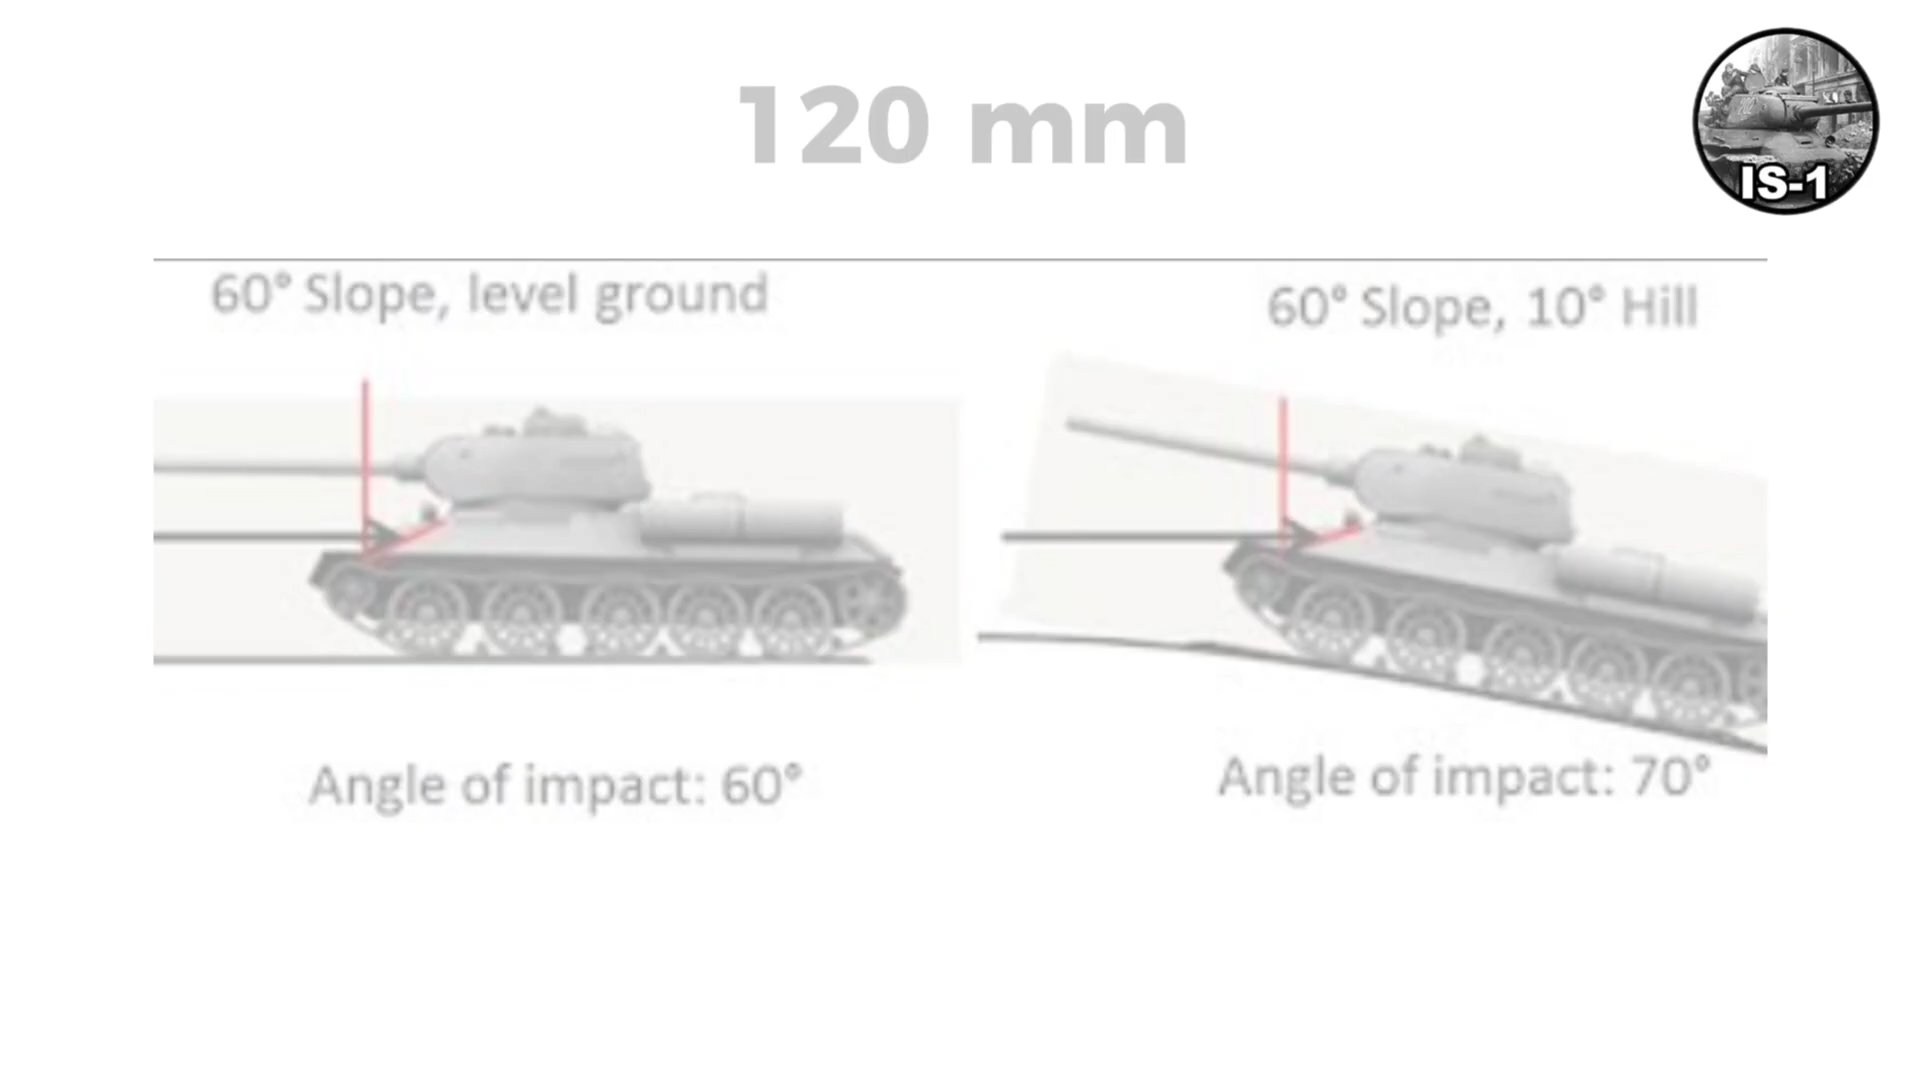 120 mm
IS-1
60° Slope, level ground
60° Slope, 10° Hill
Angle of impact: 60°
Angle of impact: 70°